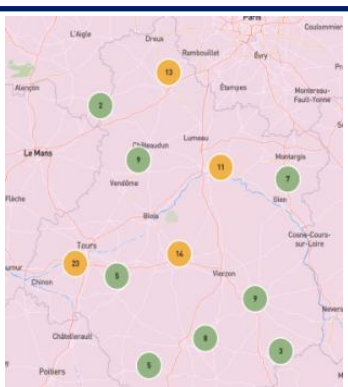 Paris
L'Aigle
Dreux
Coulommier
Rambouillet
Évry
13
Alençon
Étampes
Montereau-
Fault-Yonne
2
Lumeau
Le Mans
Châteaudun
9
11
Montargis
7
Vendôme
Flèche
Gien
Blois
Cosne-Cours-
sur-Loire
Tours
14
23
5
Vierzon
Chinon
9
Nevers
Châtellerault
8
3
5
Poitiers